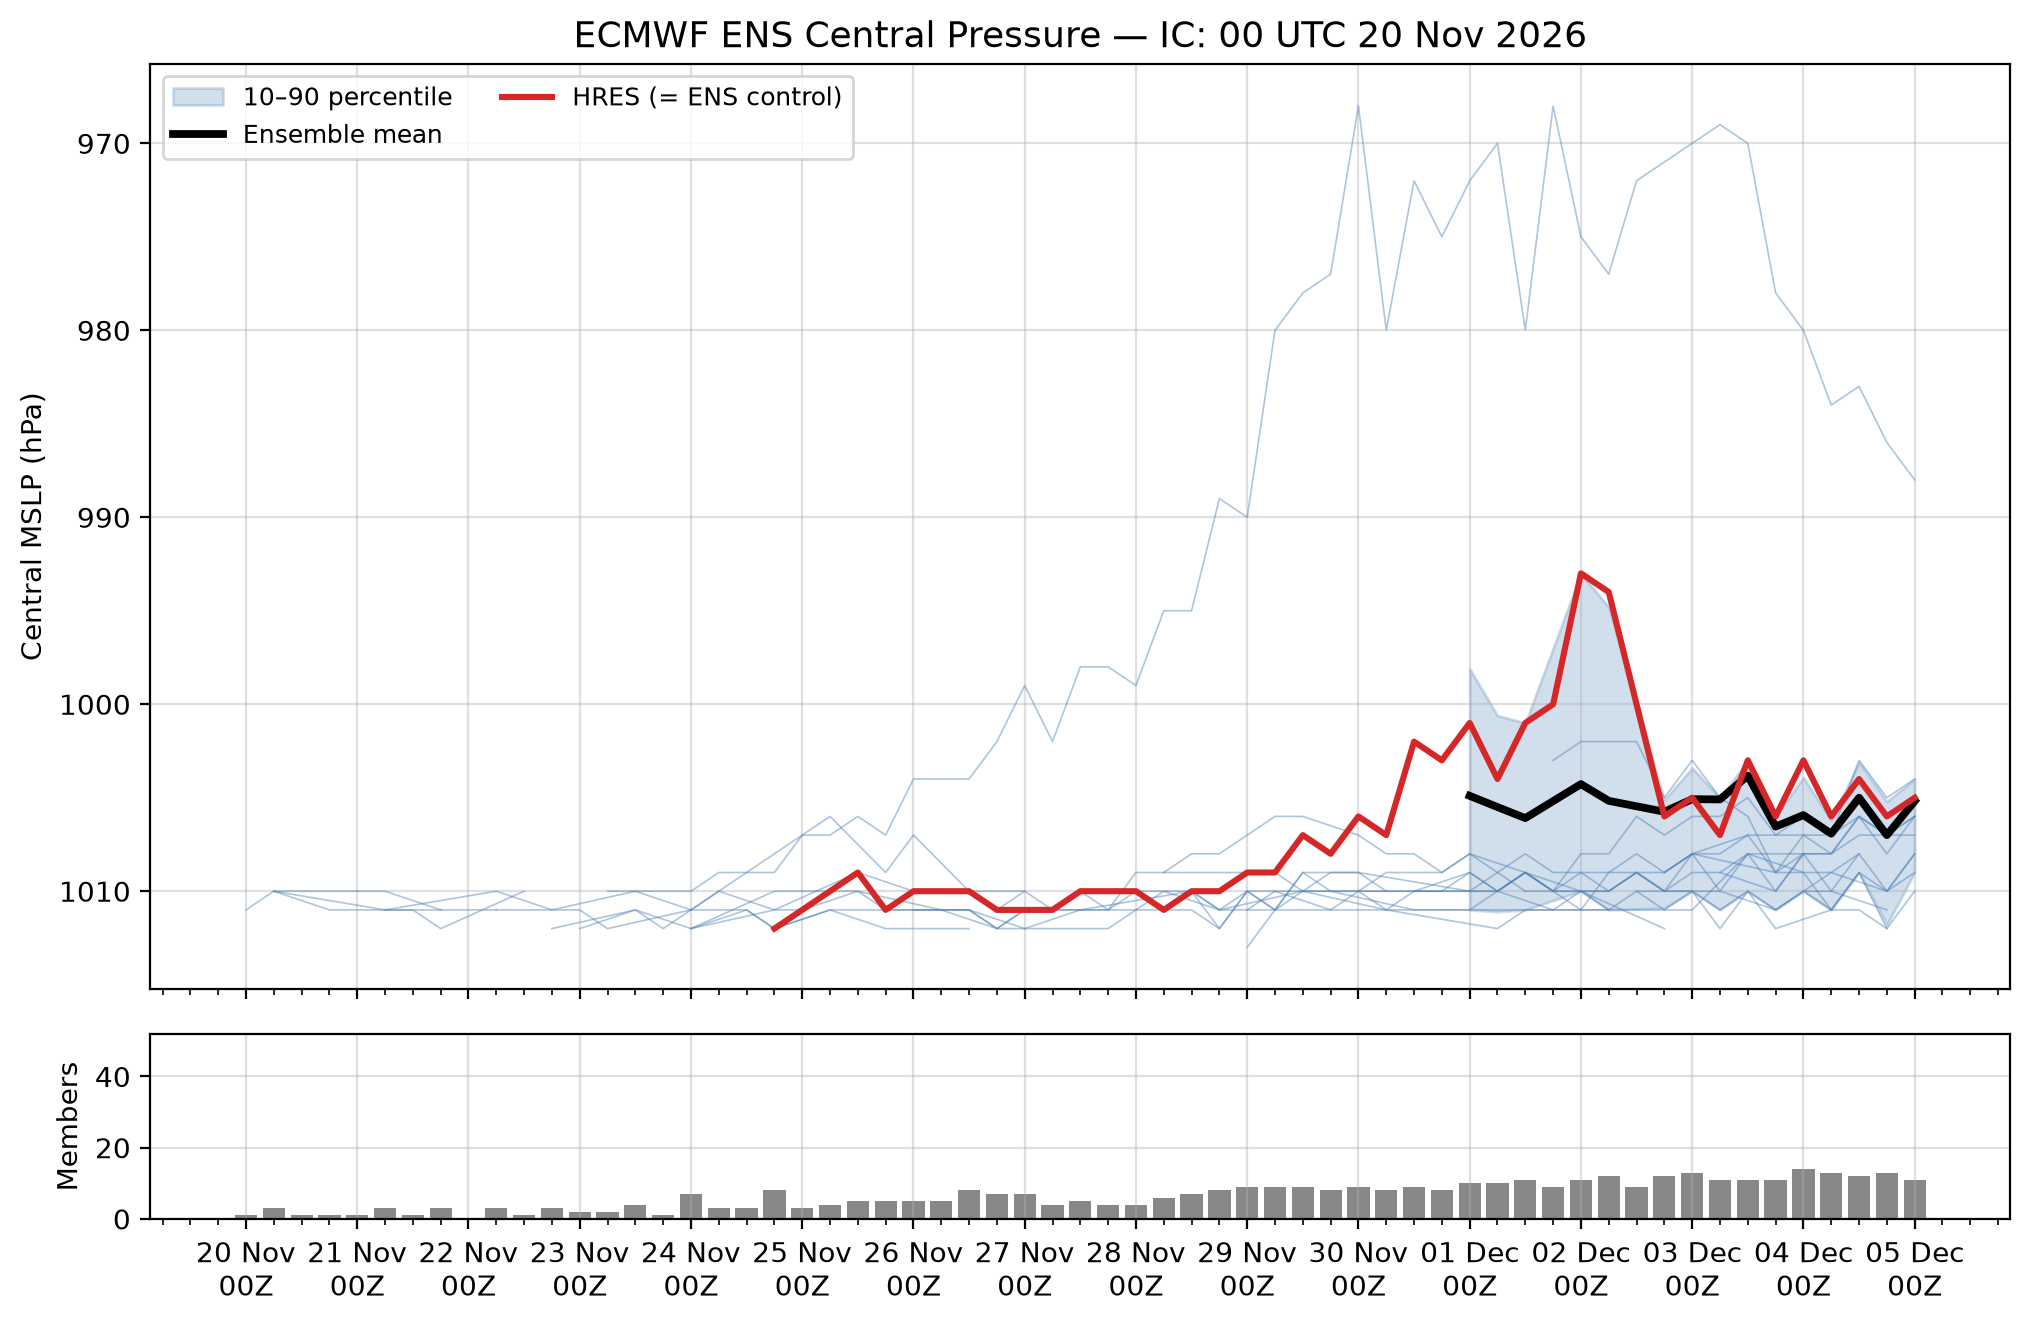 ECMWF ENS Central Pressure — IC: 00 UTC 20 Nov 2026
10–90 percentile
Ensemble mean
HRES (= ENS control)
Central MSLP (hPa)
970
980
990
1000
1010
Members
40
20
0
20 Nov 21 Nov 22 Nov 23 Nov 24 Nov 25 Nov 26 Nov 27 Nov 28 Nov 29 Nov 30 Nov 01 Dec 02 Dec 03 Dec 04 Dec 05 Dec
00Z 00Z 00Z 00Z 00Z 00Z 00Z 00Z 00Z 00Z 00Z 00Z 00Z 00Z 00Z 00Z